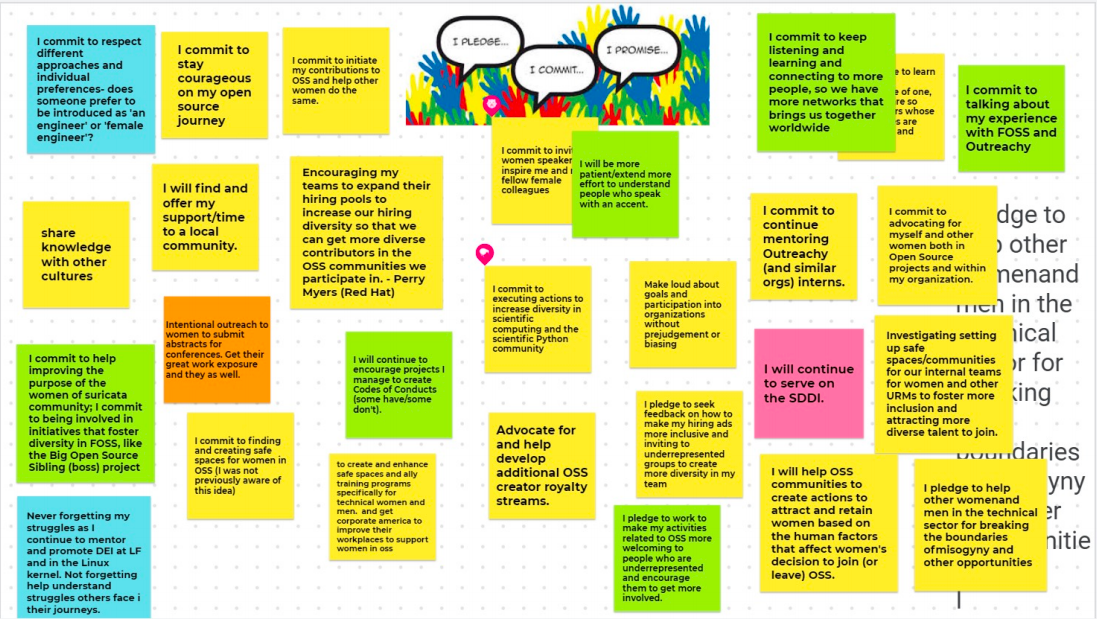 I commit to respect
different
approaches and
individual
preferences- does
someone prefer to
be introduced as 'an
engineer' or 'female
engineer'?
I commit to
stay
courageous
on my open
source
journey
I commit to initiate
my contributions to
OSS and help other
women do the
same.
I PLEDGE...
I COMMIT...
I PROMISE...
I commit to keep
listening and
learning and
connecting to more
people, so we have
more networks that
brings us together
worldwide
to learn
of one,
so
whose
are
and
I commit to
talking about
my experience
with FOSS and
Outreachy
I commit to
women speaker
inspire me and
fellow female
colleagues
I will be more
patient/extend more
effort to understand
people who speak
with an accent.
share
knowledge
with other
cultures
I will find and
offer my
support/time
to a local
community.
Encouraging my
teams to expand their
hiring pools to
increase our hiring
diversity so that we
can get more diverse
contributors in the
OSS communities we
participate in. - Perry
Myers (Red Hat)
I commit to
continue
mentoring
Outreachy
(and similar
orgs) interns.
I commit to
advocating for
myself and other
women both in
Open Source
projects and within
my organization.
Intentional outreach to
women to submit
abstracts for
conferences. Get their
great work exposure
and they as well.
I commit to
executing actions to
increase diversity in
scientific
computing and the
scientific Python
community
Make loud about
goals and
participation into
organizations
without
prejudgement or
biasing
I will continue
to serve on
the SDDI.
Investigating setting
up safe
spaces/communities
for our internal teams
for women and other
URMs to foster more
inclusion and
attracting more
diverse talent to join.
I commit to help
improving the
purpose of the
women of suricata
community; I commit
to being involved in
initiatives that foster
diversity in FOSS, like
the Big Open Source
Sibling (boss) project
I will continue to
encourage projects I
manage to create
Codes of Conducts
(some have/some
don't).
I commit to finding
and creating safe
spaces for women in
OSS (I was not
previously aware of
this idea)
to create and enhance
safe spaces and ally
training programs
specifically for
technical women and
men. and get
corporate america to
improve their
workplaces to support
women in oss
Advocate for
and help
develop
additional OSS
creator royalty
streams.
I pledge to seek
feedback on how to
make my hiring ads
more inclusive and
inviting to
underrepresented
groups to create
more diversity in my
team
Never forgetting my
struggles as I
continue to mentor
and promote DEI at LF
and in the Linux
kernel. Not forgetting
help understand
struggles others face i
their journeys.
I pledge to work to
make my activities
related to OSS more
welcoming to
people who are
underrepresented
and encourage
them to get more
involved.
I will help OSS
communities to
create actions to
attract and retain
women based on
the human factors
that affect women's
decision to join (or
leave) OSS.
I pledge to help
other womenand
men in the technical
sector for breaking
the boundaries
ofmisogyny and
other opportunities
dge to
other
menand
men in the
nical
or for
king
boundaries
yny
er
nitie